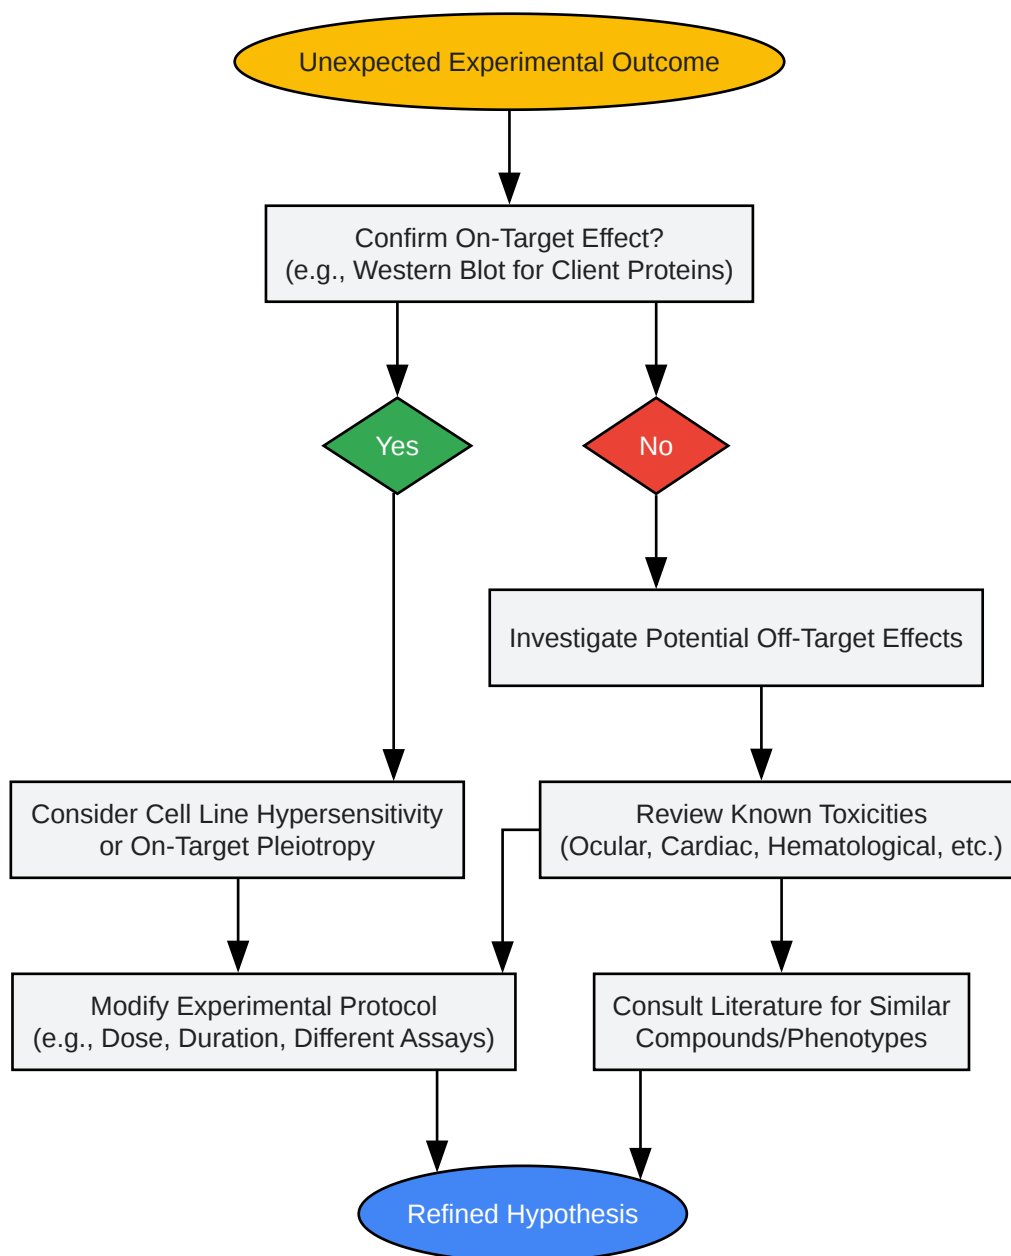 Unexpected Experimental Outcome
Confirm On-Target Effect?
(e.g., Western Blot for Client Proteins)
Yes
No
Investigate Potential Off-Target Effects
Consider Cell Line Hypersensitivity
or On-Target Pleiotropy
Review Known Toxicities
(Ocular, Cardiac, Hematological, etc.)
Modify Experimental Protocol
(e.g., Dose, Duration, Different Assays)
Consult Literature for Similar
Compounds/Phenotypes
Refined Hypothesis